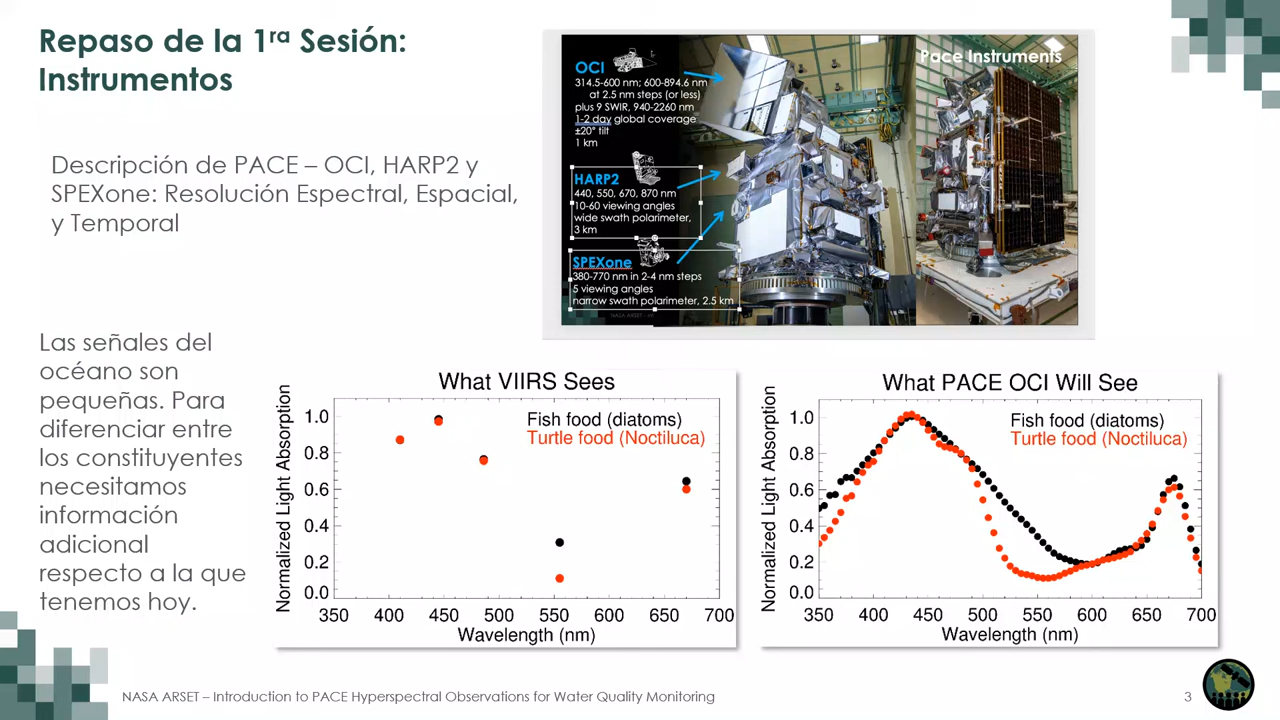 Repaso de la 1ra Sesión:
Instrumentos
Descripción de PACE – OCI, HARP2 y
SPEXone: Resolución Espectral, Espacial,
y Temporal
Pace Instruments
OCI
314.5-600 nm; 600-894.6 nm
at 2.5 nm steps (or less)
plus 9 SWIR, 940-2260 nm
1-2 day global coverage
±20° tilt
1 km
HARP2
440, 550, 670, 870 nm
10-60 viewing angles
wide swath polarimeter,
3 km
SPEXone
380-770 nm in 2-4 nm steps
5 viewing angles
narrow swath polarimeter, 2.5 km
Las señales del
océano son
pequeñas. Para
diferenciar entre
los constituyentes
necesitamos
información
adicional
respecto a la que
tenemos hoy.
What VIIRS Sees
Fish food (diatoms)
Turtle food (Noctiluca)
Normalized Light Absorption
1.0
0.8
0.6
0.4
0.2
0.0
350 400 450 500 550 600 650 700
Wavelength (nm)
What PACE OCI Will See
Fish food (diatoms)
Turtle food (Noctiluca)
Normalized Light Absorption
1.0
0.8
0.6
0.4
0.2
0.0
350 400 450 500 550 600 650 700
Wavelength (nm)
NASA ARSET – Introduction to PACE Hyperspectral Observations for Water Quality Monitoring
3